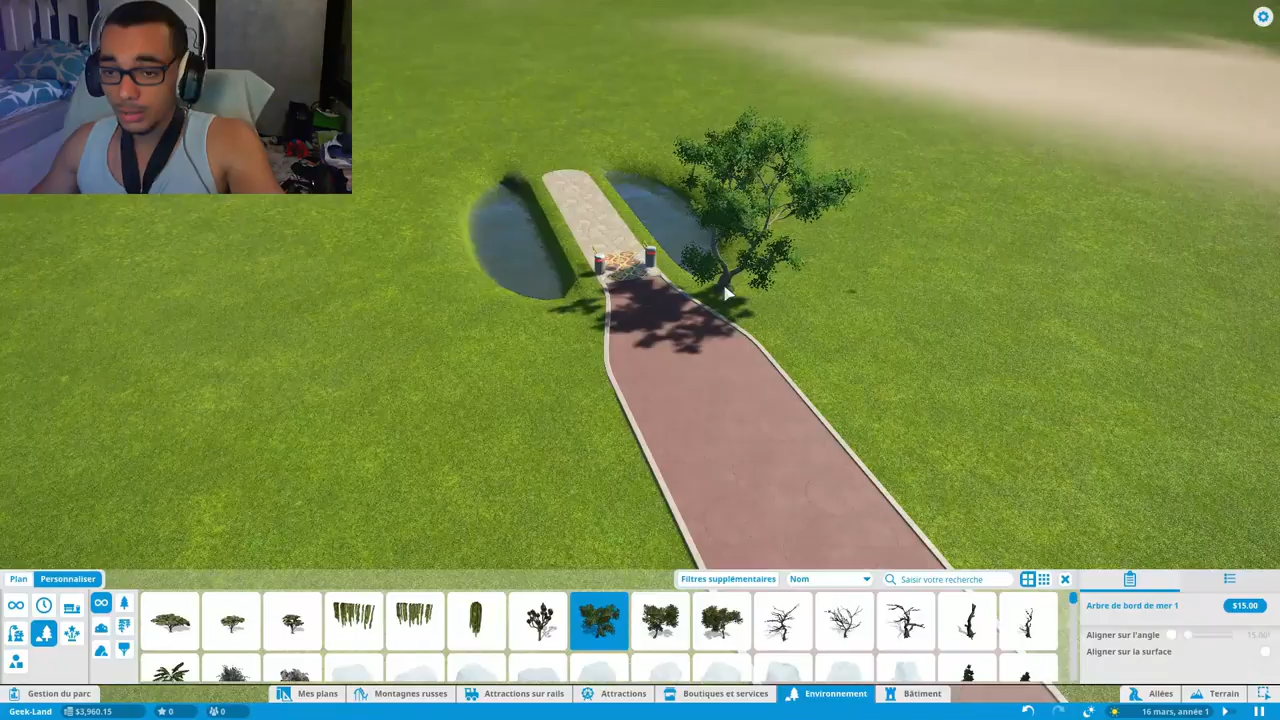 Plan Personnaliser Filtres supplémentaires Nom Saisir votre recherche
Arbre de bord de mer 1 $15.00
Aligner sur l'angle 15.00°
Aligner sur la surface
Gestion du parc Mes plans Montagnes russes Attractions sur rails Attractions Boutiques et services Environnement Bâtiment Allées Terrain
Geek-Land $3,960.15 0 0 16 mars, année 1